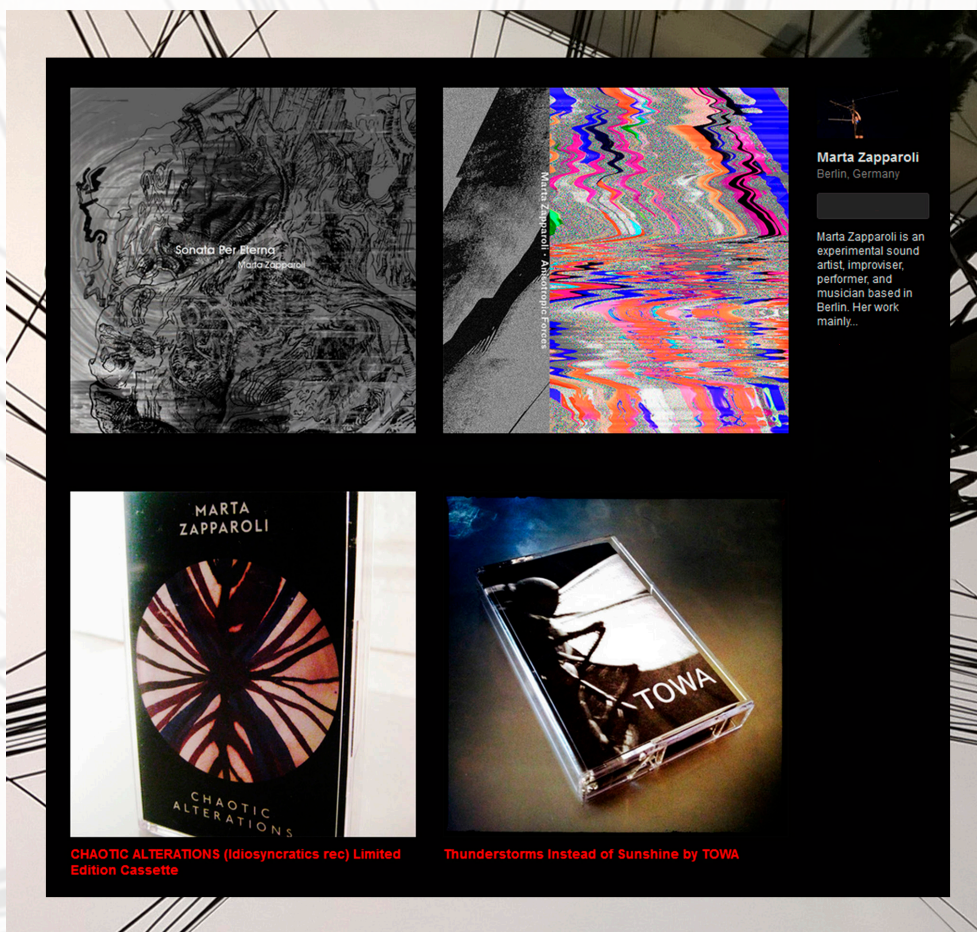 Sonata Per Eterna
Marta Zapparoli
Marta Zapparoli - Anisotropic Forces
Marta Zapparoli
Berlin, Germany
Marta Zapparoli is an
experimental sound
artist, improviser,
performer, and
musician based in
Berlin. Her work
mainly...
MARTA
ZAPPAROLI
CHAOTIC
ALTERATIONS
TOWA
CHAOTIC ALTERATIONS (Idiosyncratics rec) Limited
Edition Cassette
Thunderstorms Instead of Sunshine by TOWA